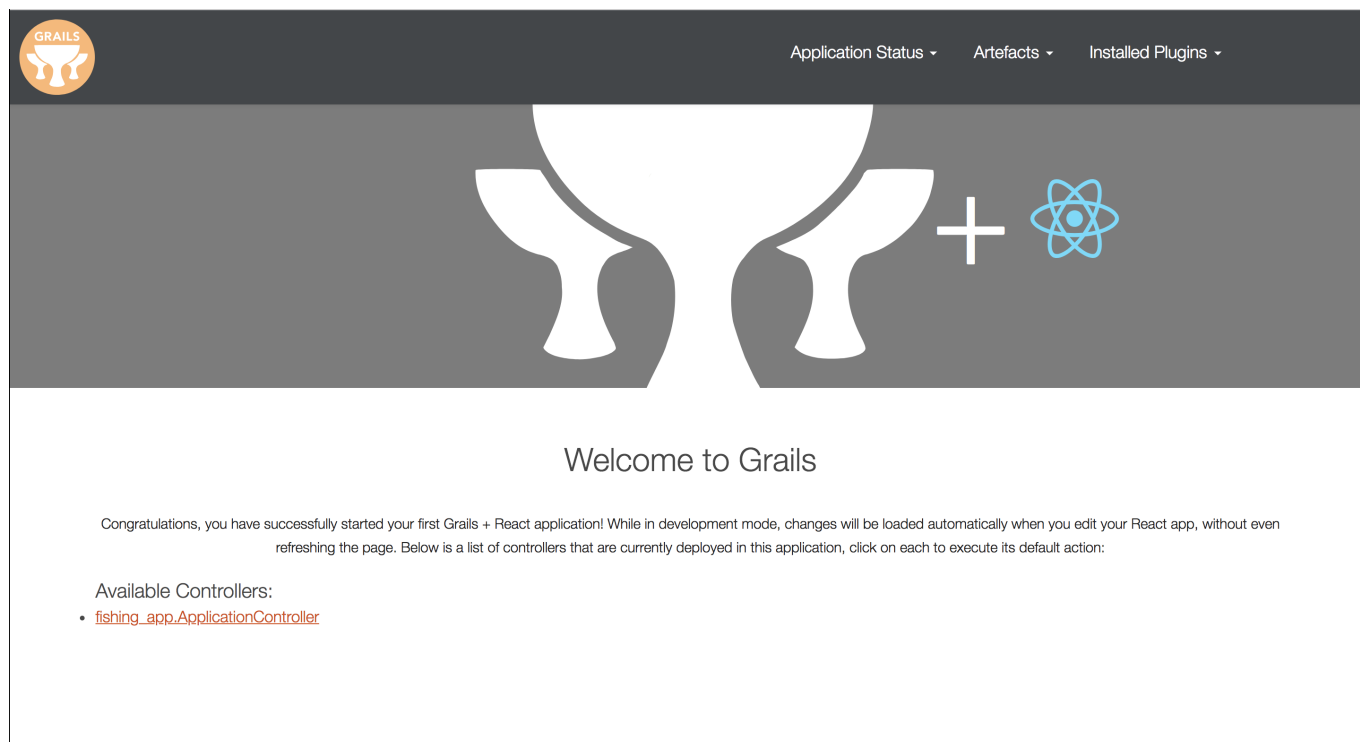 GRAILS
Application Status
Artefacts
Installed Plugins
Welcome to Grails
Congratulations, you have successfully started your first Grails + React application! While in development mode, changes will be loaded automatically when you edit your React app, without even
refreshing the page. Below is a list of controllers that are currently deployed in this application, click on each to execute its default action:
Available Controllers:
fishing_app.ApplicationController